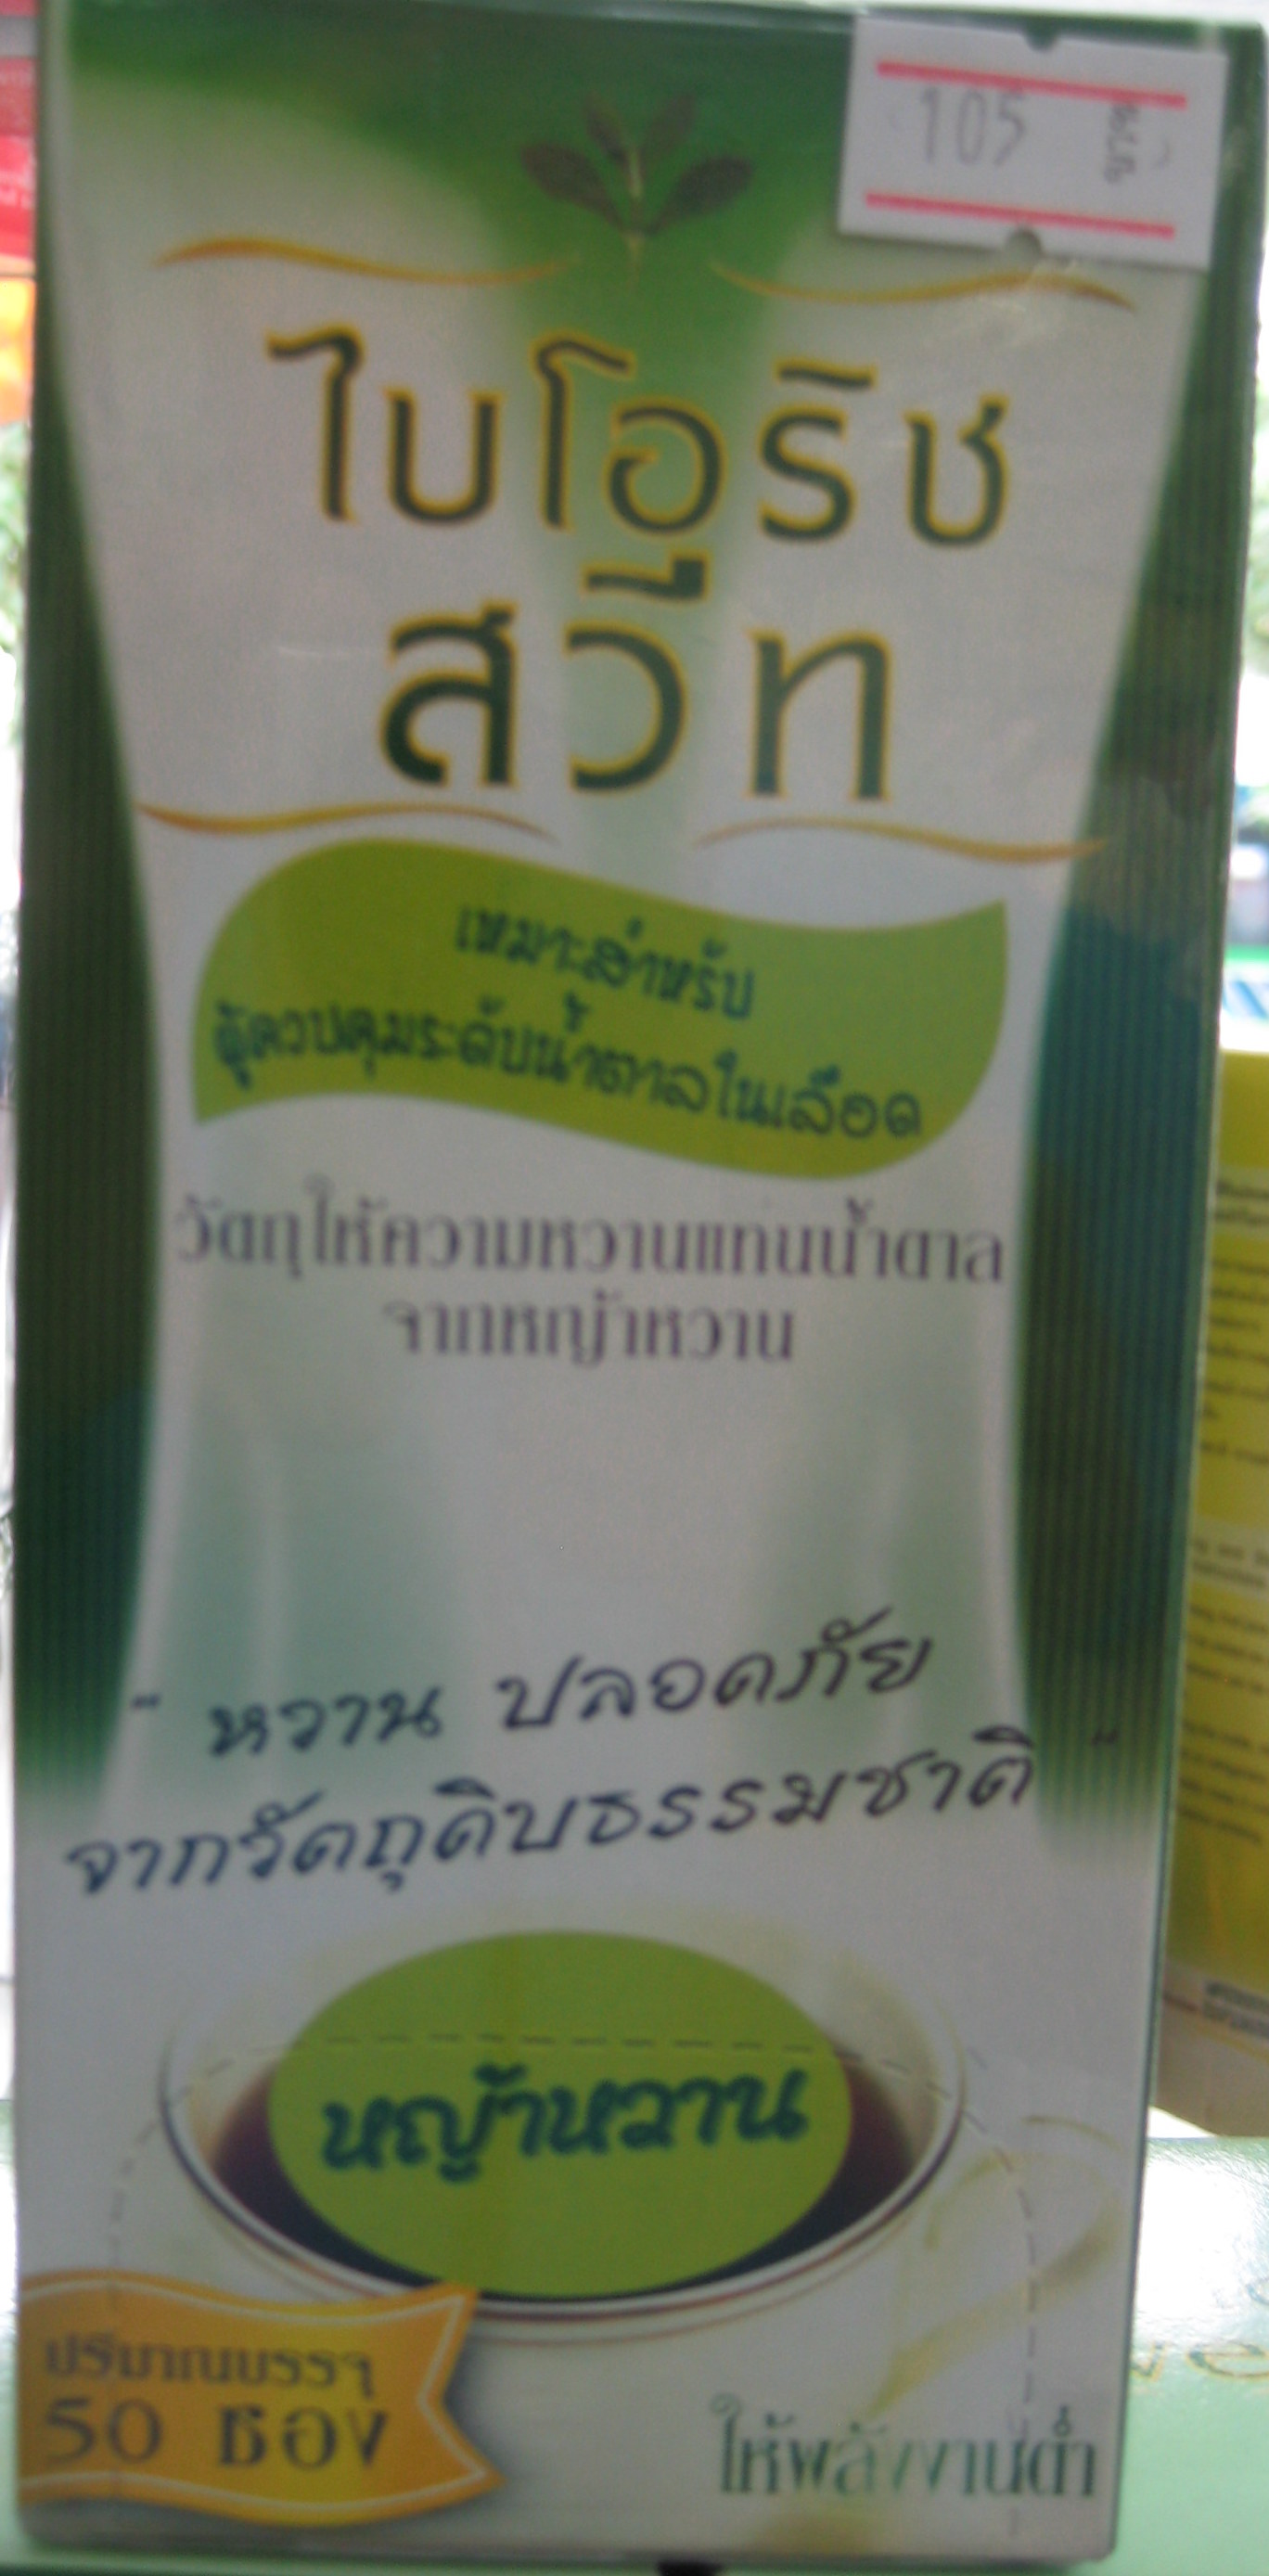 105
ไบโอริช
สวีท
เหมาะสำหรับ
ผู้ควบคุมระดับน้ำตาลในเลือด
วัตถุให้ความหวานแทนน้ำตาล
จากหญ้าหวาน
" หวาน ปลอดภัย
จากวัตถุดิบธรรมชาติ "
หญ้าหวาน
ปริมาณบรรจุ
50 ซอง
ให้พลังงานต่ำ